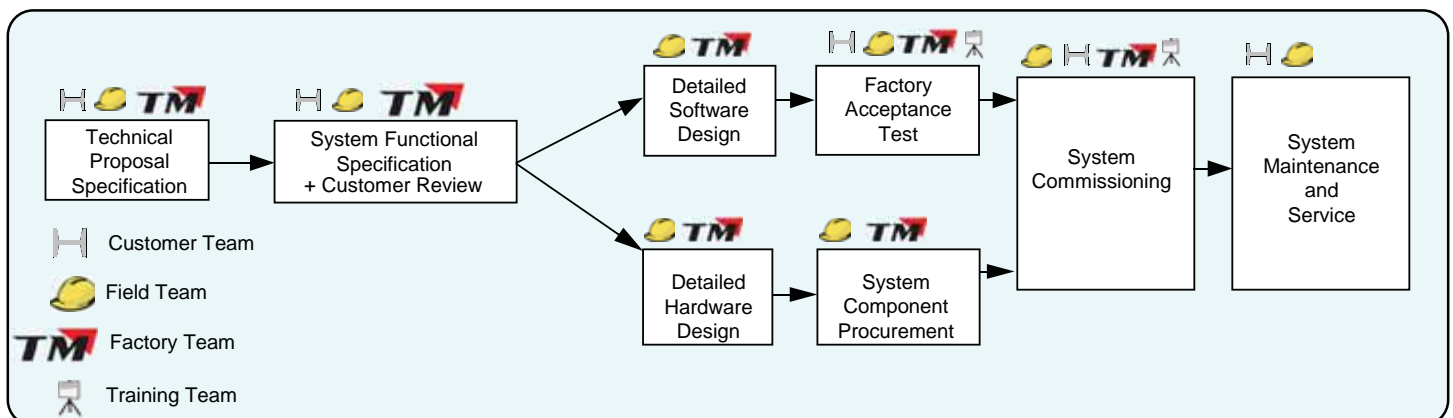 TM
Technical
Proposal
Specification
TM
System Functional
Specification
+ Customer Review
TM
Detailed
Software
Design
TM
Factory
Acceptance
Test
TM
Detailed
Hardware
Design
TM
System
Component
Procurement
TM
System
Commissioning
System
Maintenance
and
Service
Customer Team
Field Team
TM Factory Team
Training Team